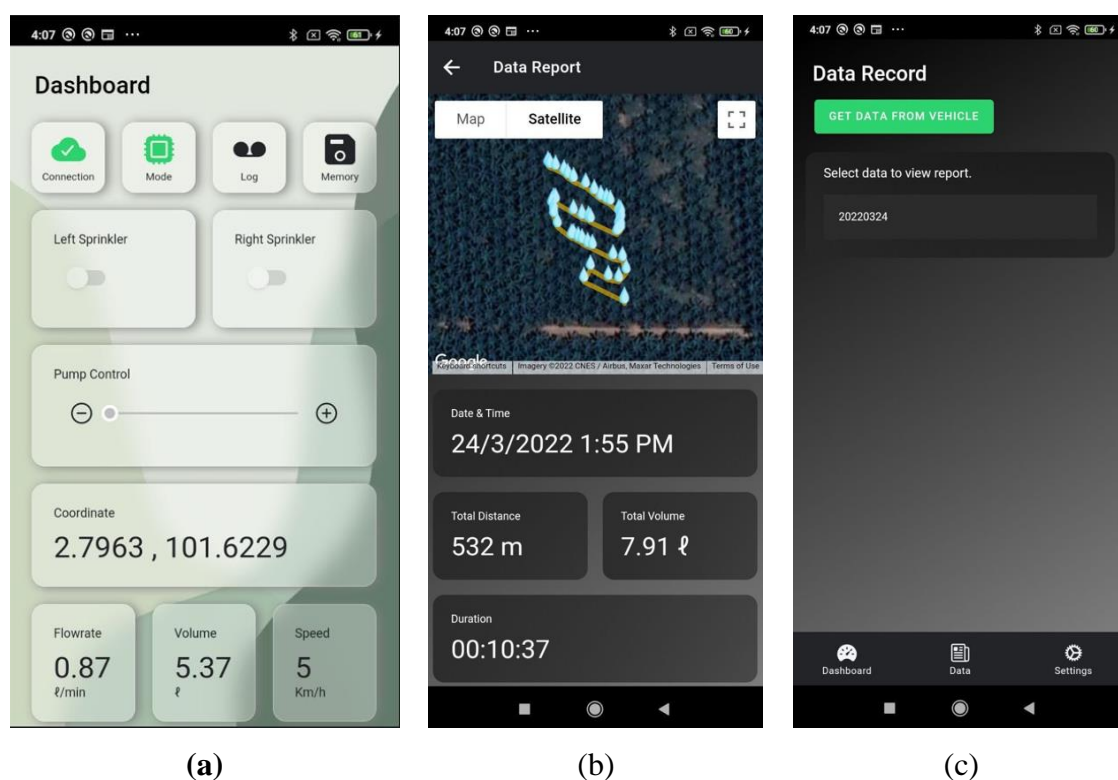 4:07
61
Dashboard
Connection
Mode
Log
Memory
Left Sprinkler
Right Sprinkler
Pump Control
Coordinate
2.7963 , 101.6229
Flowrate
Volume
Speed
0.87
5.37
5
ℓ/min
ℓ
Km/h
(a)
4:07
60
Data Report
Map
Satellite
Google
Keyboard shortcuts
Imagery ©2022 CNES / Airbus, Maxar Technologies
Terms of Use
Date & Time
24/3/2022 1:55 PM
Total Distance
Total Volume
532 m
7.91 ℓ
Duration
00:10:37
(b)
4:07
60
Data Record
GET DATA FROM VEHICLE
Select data to view report.
20220324
Dashboard
Data
Settings
(c)